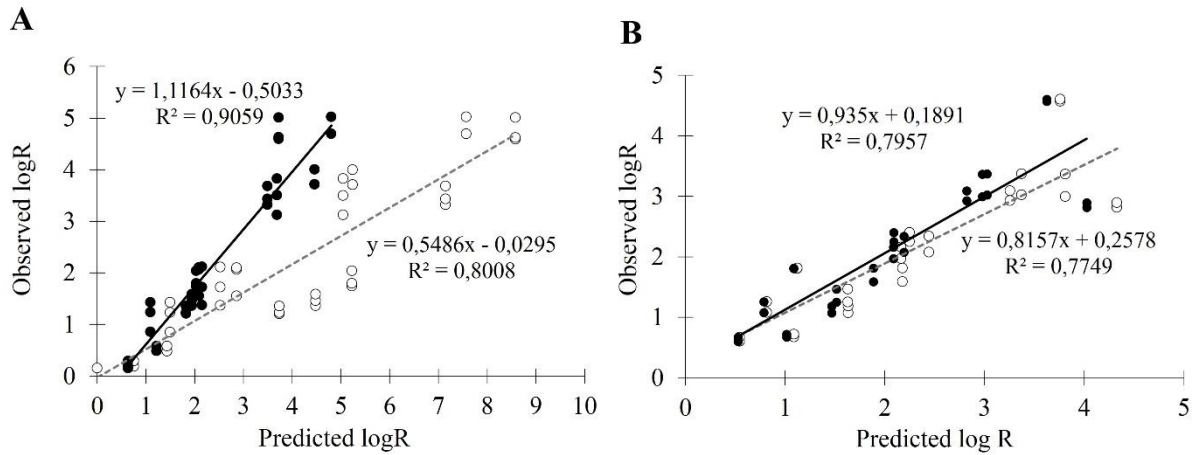 A
Observed logR
6
5
4
3
2
1
0
y = 1,1164x - 0,5033
R² = 0,9059
y = 0,5486x - 0,0295
R² = 0,8008
0 1 2 3 4 5 6 7 8 9 10
Predicted logR
B
Observed logR
5
4
3
2
1
0
y = 0,935x + 0,1891
R² = 0,7957
y = 0,8157x + 0,2578
R² = 0,7749
0 1 2 3 4 5
Predicted log R